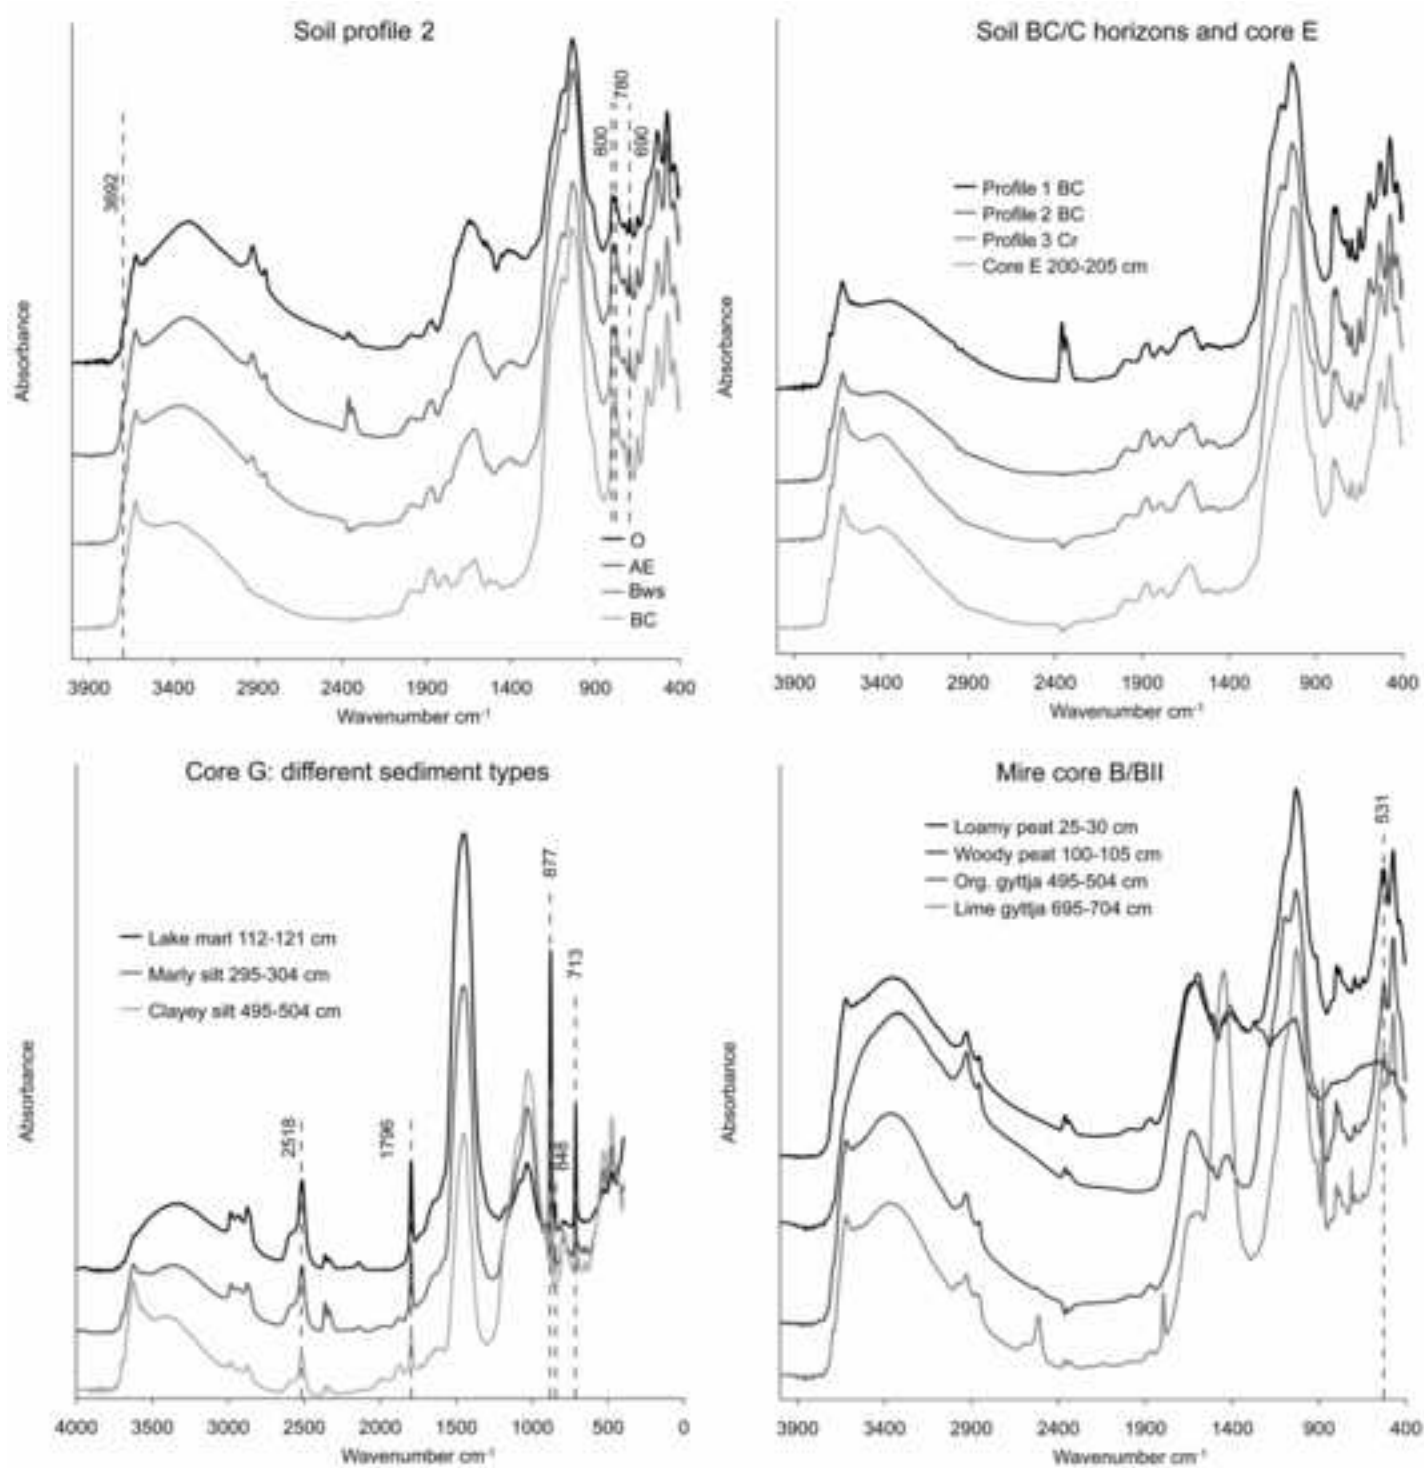 Soil profile 2
3692
800
780
690
Absorbance
O
AE
Bws
BC
3900 3400 2900 2400 1900 1400 900 400
Wavenumber cm⁻¹
Soil BC/C horizons and core E
Profile 1 BC
Profile 2 BC
Profile 3 Cr
Core E 200-205 cm
Absorbance
3900 3400 2900 2400 1900 1400 900 400
Wavenumber cm⁻¹
Core G: different sediment types
877
713
Lake marl 112-121 cm
Marly silt 295-304 cm
Clayey silt 495-504 cm
Absorbance
2518
1796
848
4000 3500 3000 2500 2000 1500 1000 500 0
Wavenumber cm⁻¹
Mire core B/BII
531
Loamy peat 25-30 cm
Woody peat 100-105 cm
Org. gyttja 495-504 cm
Lime gyttja 695-704 cm
Absorbance
3900 3400 2900 2400 1900 1400 900 400
Wavenumber cm⁻¹